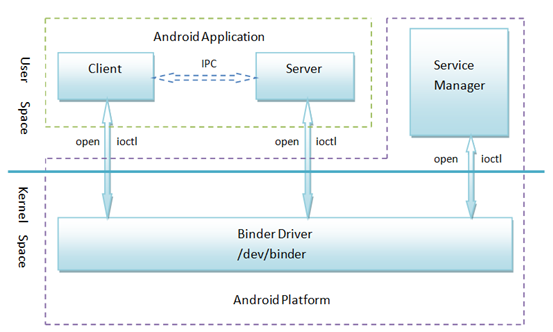 Android Application
Client
IPC
Server
Service
Manager
User Space
open ioctl
open ioctl
open ioctl
Kernel Space
Binder Driver
/dev/binder
Android Platform